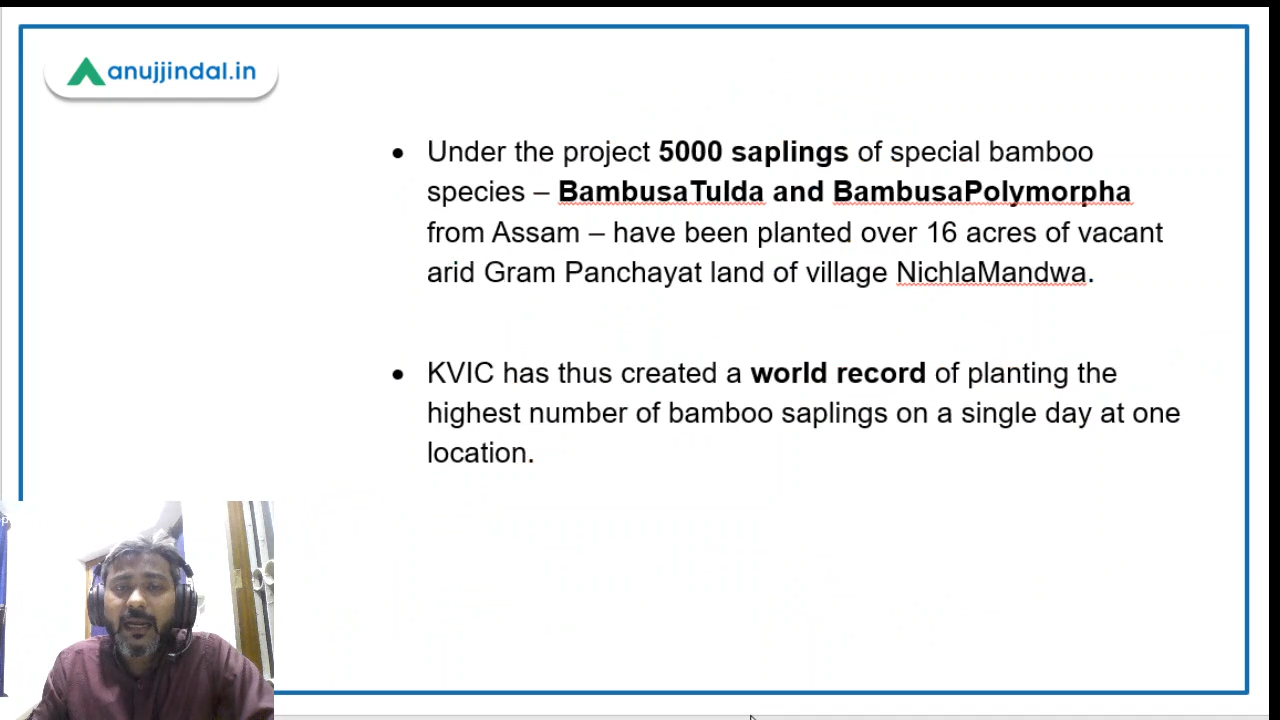 anujjindal.in
• Under the project 5000 saplings of special bamboo
species – BambusaTulda and BambusaPolymorpha
from Assam – have been planted over 16 acres of vacant
arid Gram Panchayat land of village NichlaMandwa.
• KVIC has thus created a world record of planting the
highest number of bamboo saplings on a single day at one
location.